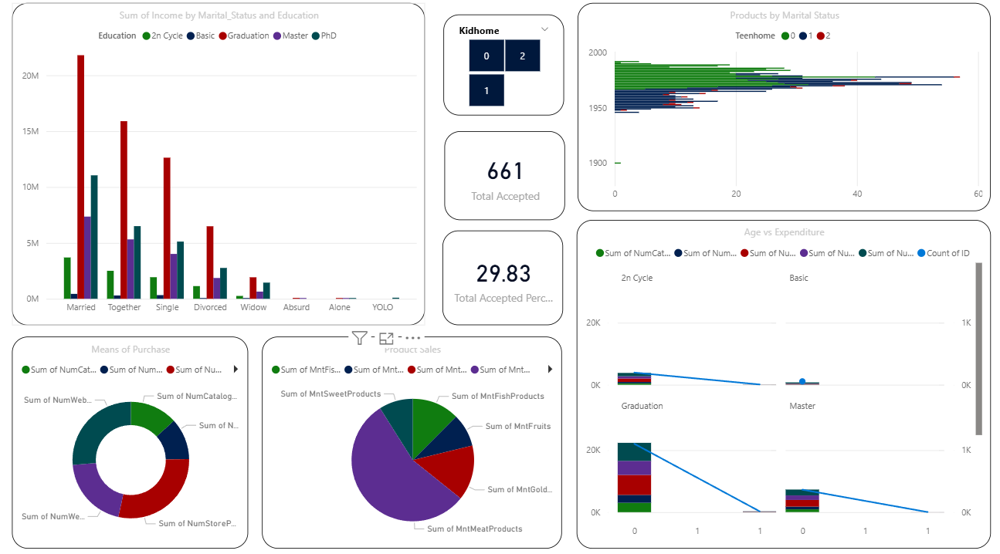 Sum of Income by Marital_Status and Education
Education 2n Cycle Basic Graduation Master PhD
20M
15M
10M
5M
0M
Married Together Single Divorced Widow Absurd Alone YOLO
Kidhome
0 2
1
661
Total Accepted
29.83
Total Accepted Perc...
Products by Marital Status
Teenhome 0 1 2
2000
1950
1900
0 20 40 60
Age vs Expenditure
Sum of NumCat... Sum of Num... Sum of Nu... Sum of Nu... Sum of Nu... Count of ID
2n Cycle Basic
20K 1K
0K 0K
Graduation Master
20K 1K
0K 0K
0 1 1 0 1 1
Means of Purchase
Sum of NumCat... Sum of Num... Sum of Nu...
Sum of NumWeb... Sum of NumCatalog...
Sum of N...
Sum of NumWe... Sum of NumStoreP...
Product Sales
Sum of MntFis... Sum of Mnt... Sum of Mnt... Sum of Mnt...
Sum of MntSweetProducts Sum of MntFishProducts
Sum of MntFruits
Sum of MntGold...
Sum of MntMeatProducts